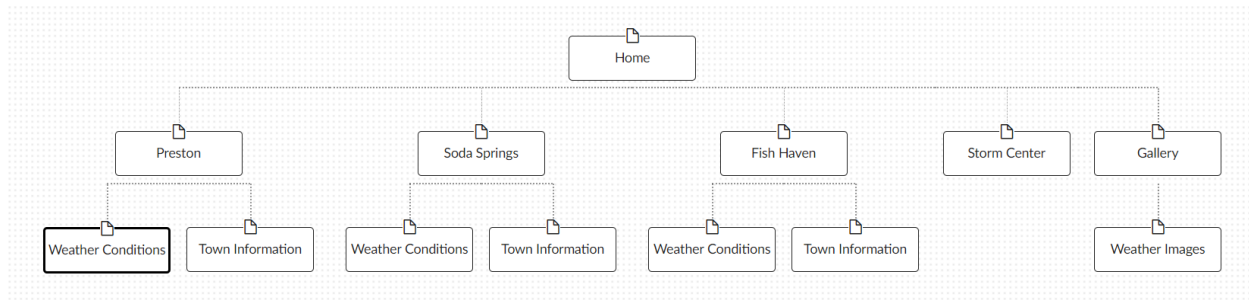 Home
Preston
Soda Springs
Fish Haven
Storm Center
Gallery
Weather Conditions
Town Information
Weather Conditions
Town Information
Weather Conditions
Town Information
Weather Images